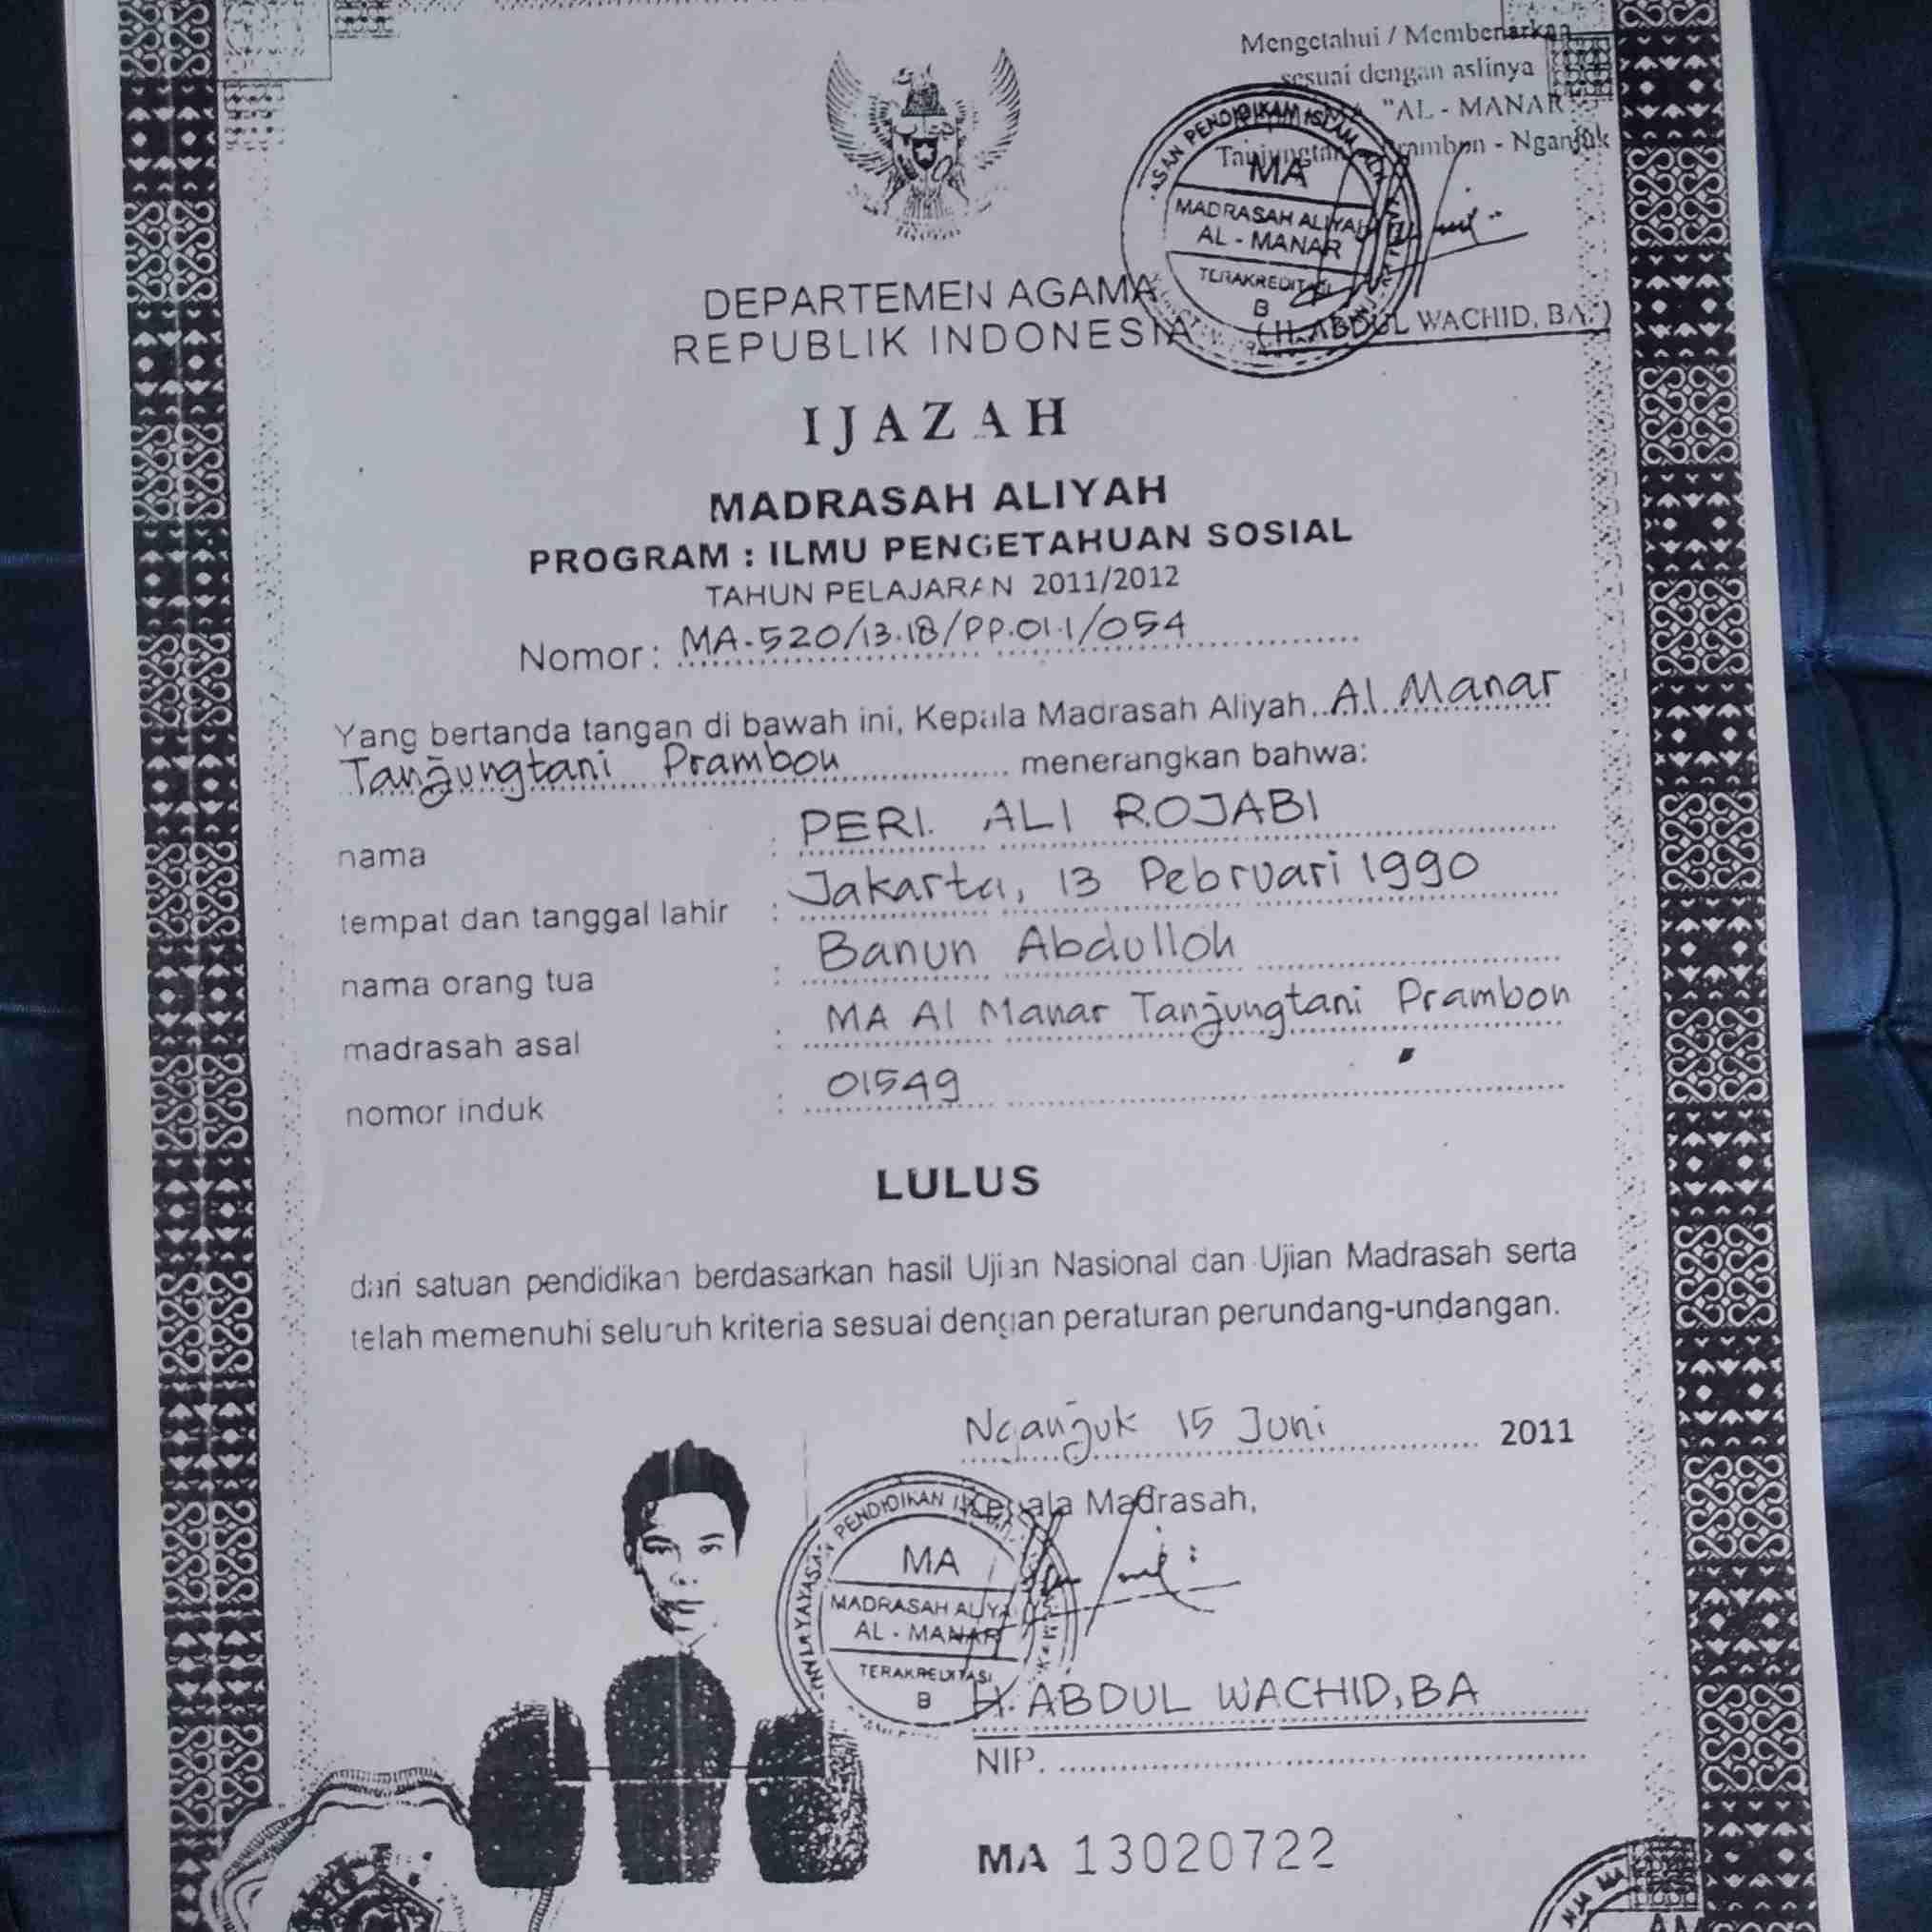 Mengetahui / Membenarkan
sesuai dengan aslinya
"AL - MANAR"
Prambon - Nganjuk
MA
MADRASAH ALIYAH
AL - MANAR
TERAKREDITASI
B
(H. ABDUL WACHID, BA.)
DEPARTEMEN AGAMA
REPUBLIK INDONESIA
IJAZAH
MADRASAH ALIYAH
PROGRAM : ILMU PENGETAHUAN SOSIAL
TAHUN PELAJARAN 2011/2012
Nomor : MA-520/13.18/PP.01.1/054
Yang bertanda tangan di bawah ini, Kepala Madrasah Aliyah Al Manar
Tanjungtani Prambon menerangkan bahwa:
nama : PERI. ALI ROJABI
tempat dan tanggal lahir : Jakarta, 13 Pebruari 1990
nama orang tua : Banun Abdulloh
madrasah asal : MA Al Manar Tanjungtani Prambon
nomor induk : 01549
LULUS
dari satuan pendidikan berdasarkan hasil Ujian Nasional dan Ujian Madrasah serta
telah memenuhi seluruh kriteria sesuai dengan peraturan perundang-undangan.
Nganjuk 15 Juni 2011
Kepala Madrasah,
PENDIDIKAN
MA
MADRASAH ALIYA
AL - MANAR
TERAKREDITASI
B
H. ABDUL WACHID, BA
NIP.
MA 13020722